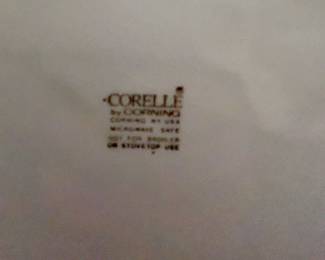 CORELLE
by CORNING
CORNING NY USA
MICROWAVE SAFE
NOT FOR BROILER
OR STOVETOP USE